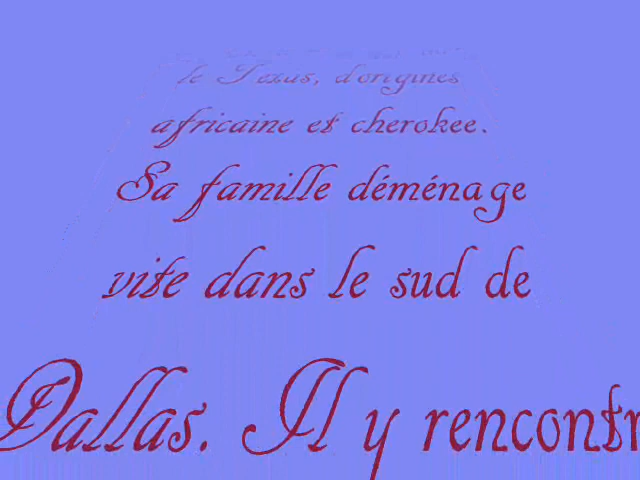 le Texas, d'origines
africaine et cherokee.
Sa famille déménage
vite dans le sud de
Dallas. Il y rencontr